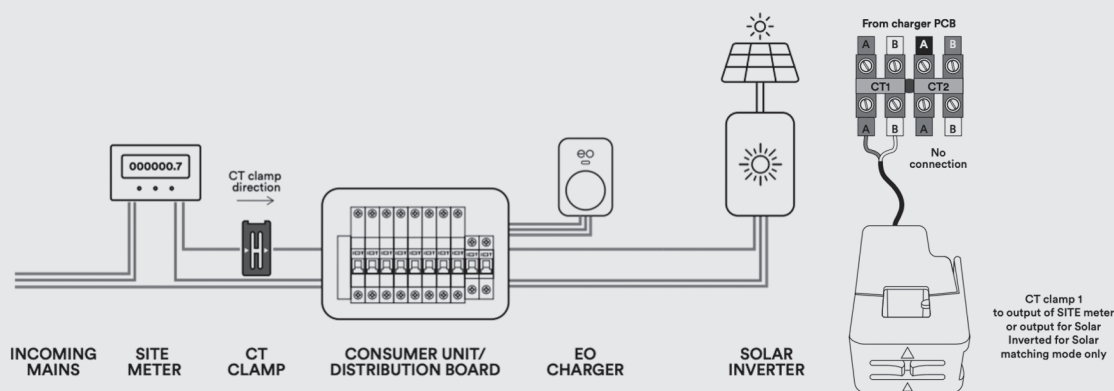 From charger PCB
A B A B
CT1 CT2
A B A B
No
connection
000000.7
CT clamp
direction
eo
CT clamp 1
to output of SITE meter
or output for Solar
Inverted for Solar
matching mode only
INCOMING
MAINS
SITE
METER
CT
CLAMP
CONSUMER UNIT/
DISTRIBUTION BOARD
EO
CHARGER
SOLAR
INVERTER